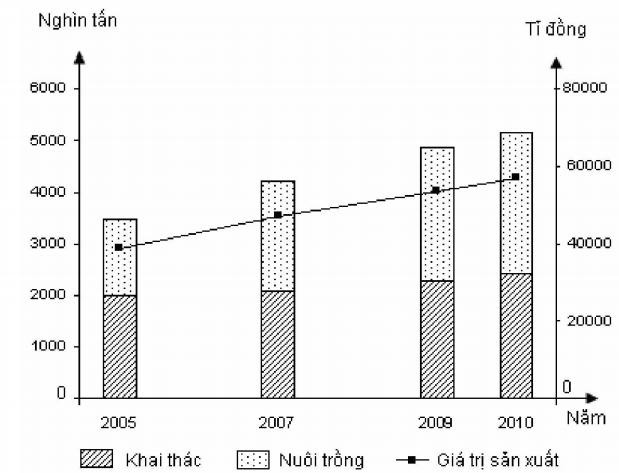 Nghìn tấn
Tỉ đồng
6000
80000
5000
4000
60000
3000
40000
2000
20000
1000
0
0
2005
2007
2009
2010
Năm
Khai thác
Nuôi trồng
Giá trị sản xuất